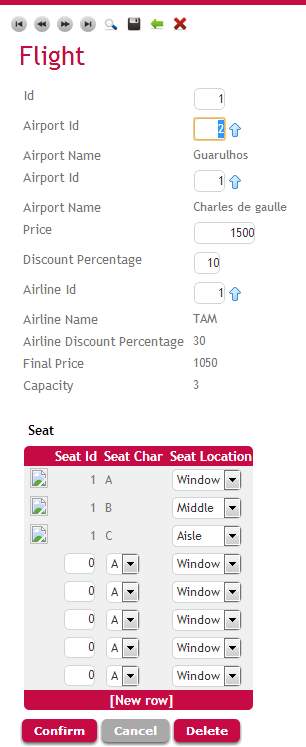 Flight
Id 1
Airport Id 2
Airport Name Guarulhos
Airport Id 1
Airport Name Charles de gaulle
Price 1500
Discount Percentage 10
Airline Id 1
Airline Name TAM
Airline Discount Percentage 30
Final Price 1050
Capacity 3
Seat
Seat Id Seat Char Seat Location
1 A Window
1 B Middle
1 C Aisle
0 A Window
0 A Window
0 A Window
0 A Window
0 A Window
[New row]
Confirm Cancel Delete